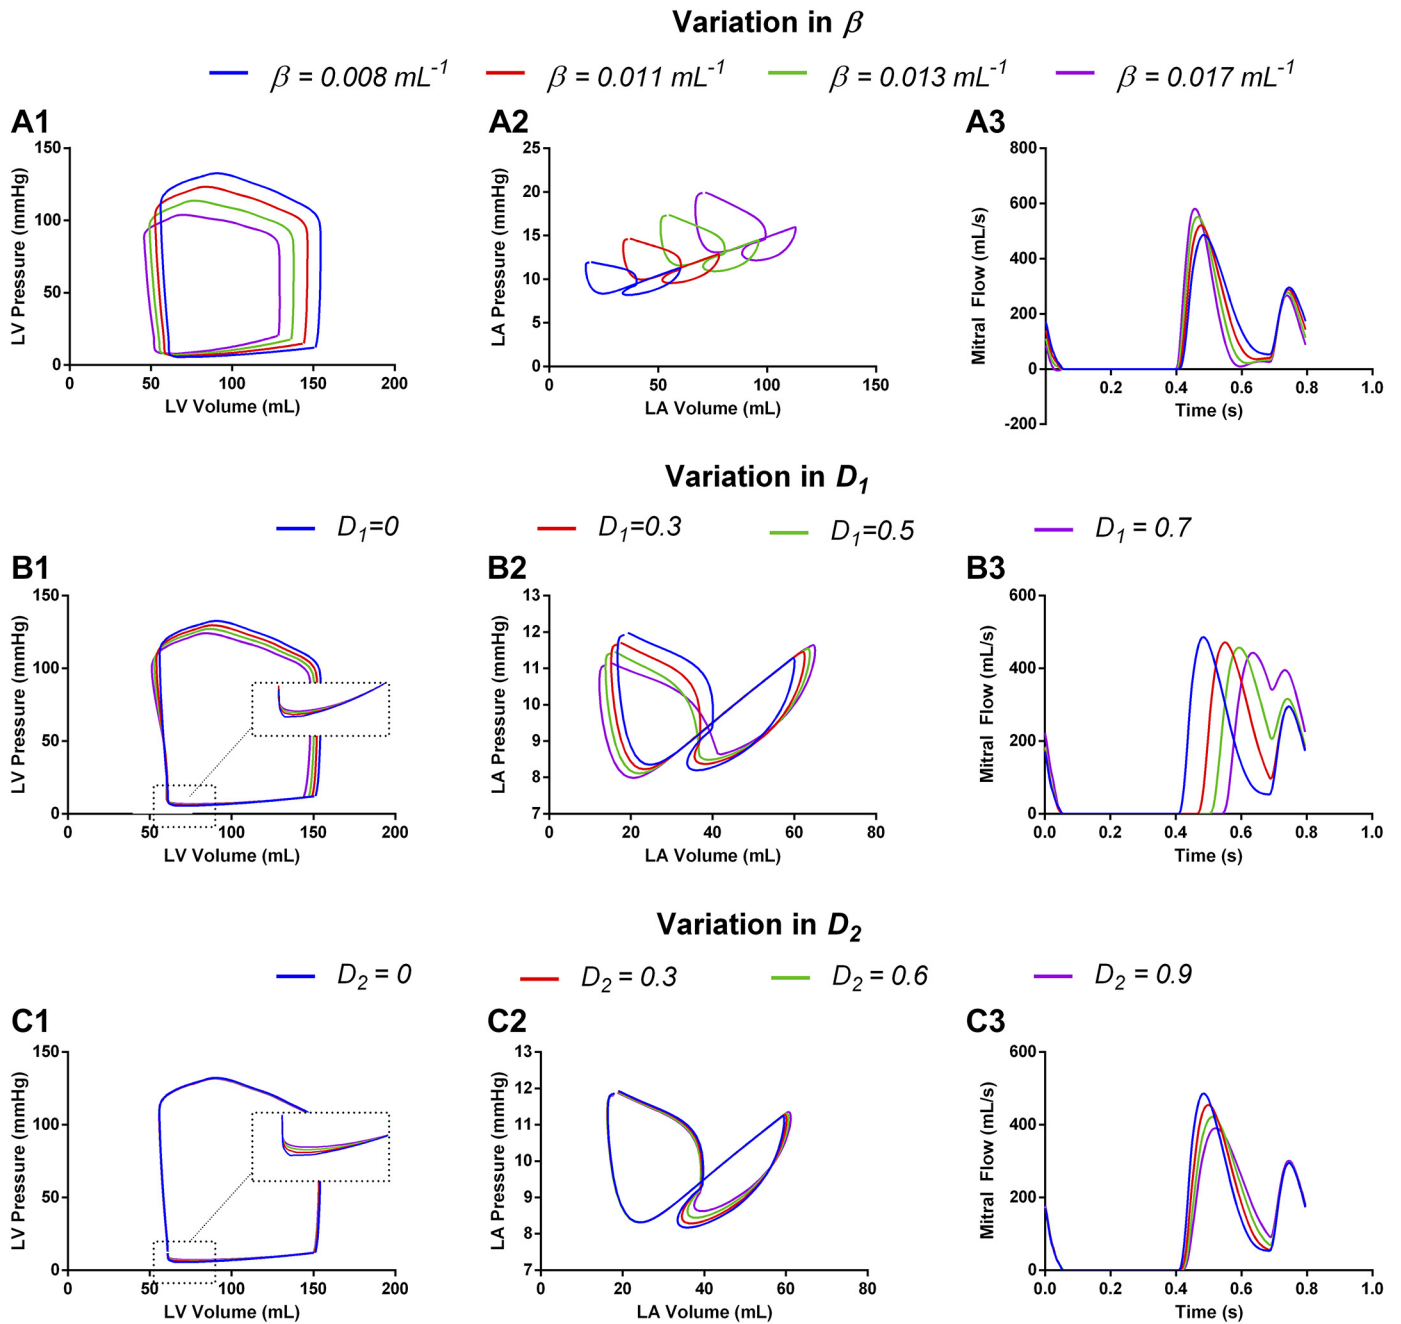 Variation in β
β = 0.008 mL-1 β = 0.011 mL-1 β = 0.013 mL-1 β = 0.017 mL-1
A1 A2 A3
LV Pressure (mmHg)
150
100
50
0
0 50 100 150 200
LV Volume (mL)
LA Pressure (mmHg)
25
20
15
10
5
0
0 50 100 150
LA Volume (mL)
Mitral Flow (mL/s)
800
600
400
200
0
-200
0.2 0.4 0.6 0.8 1.0
Time (s)
Variation in D1
D1=0 D1=0.3 D1=0.5 D1 = 0.7
B1 B2 B3
LV Pressure (mmHg)
150
100
50
0
0 50 100 150 200
LV Volume (mL)
LA Pressure (mmHg)
13
12
11
10
9
8
7
0 20 40 60 80
LA Volume (mL)
Mitral Flow (mL/s)
600
400
200
0
0.0 0.2 0.4 0.6 0.8 1.0
Time (s)
Variation in D2
D2 = 0 D2 = 0.3 D2 = 0.6 D2 = 0.9
C1 C2 C3
LV Pressure (mmHg)
150
100
50
0
0 50 100 150 200
LV Volume (mL)
LA Pressure (mmHg)
13
12
11
10
9
8
7
0 20 40 60 80
LA Volume (mL)
Mitral Flow (mL/s)
600
400
200
0
0.0 0.2 0.4 0.6 0.8 1.0
Time (s)